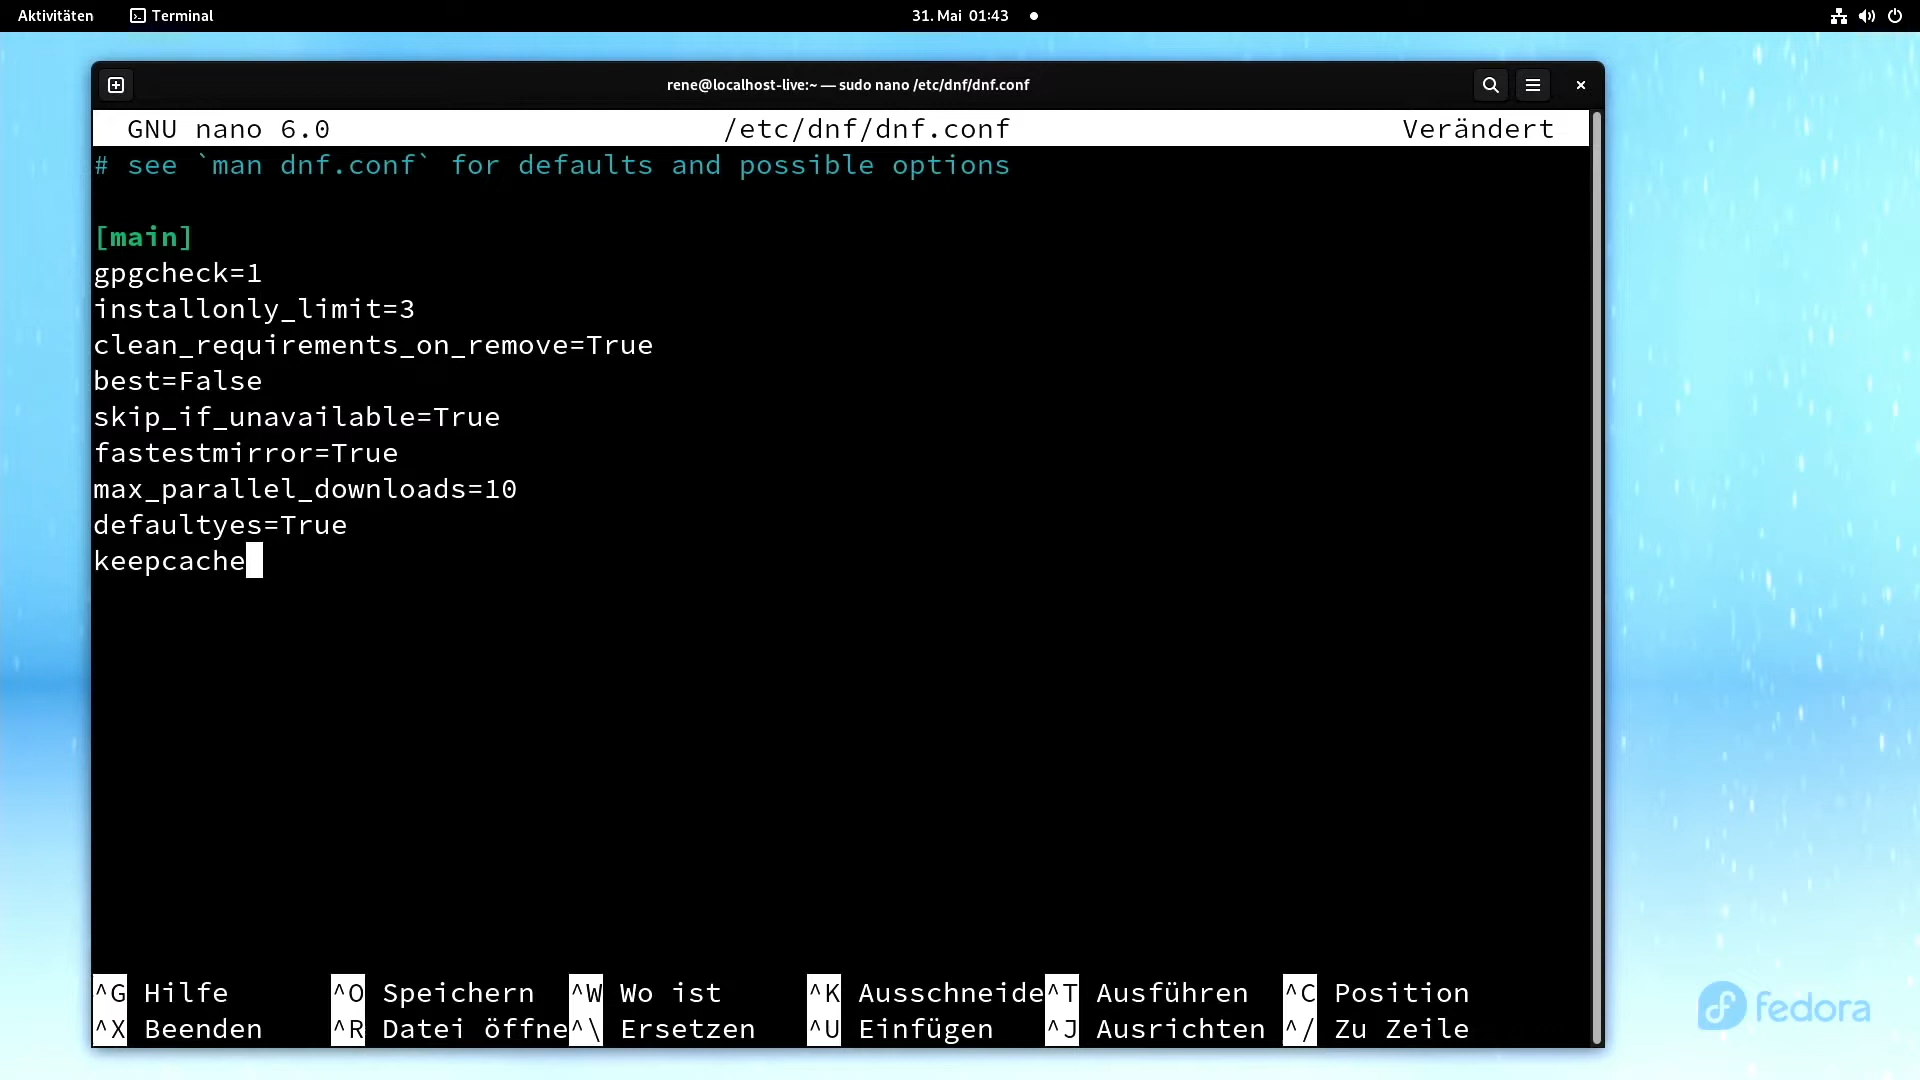 Aktivitäten Terminal 31. Mai 01:43
rene@localhost-live:~ — sudo nano /etc/dnf/dnf.conf
GNU nano 6.0 /etc/dnf/dnf.conf Verändert
# see `man dnf.conf` for defaults and possible options
[main]
gpgcheck=1
installonly_limit=3
clean_requirements_on_remove=True
best=False
skip_if_unavailable=True
fastestmirror=True
max_parallel_downloads=10
defaultyes=True
keepcache
^G Hilfe ^O Speichern ^W Wo ist ^K Ausschneide^T Ausführen ^C Position
^X Beenden ^R Datei öffne^\ Ersetzen ^U Einfügen ^J Ausrichten ^/ Zu Zeile
fedora